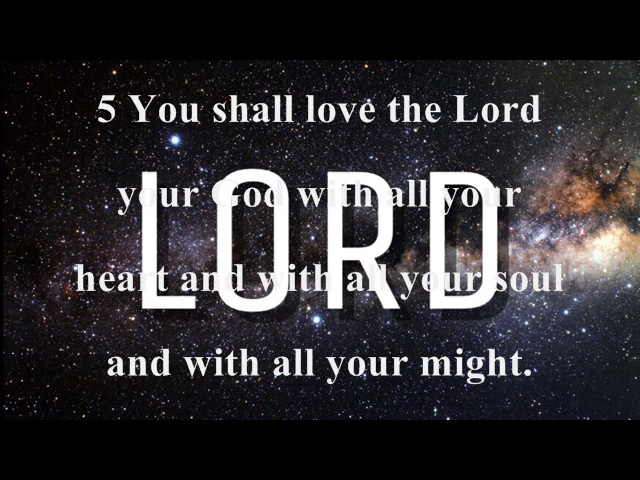 5 You shall love the Lord
LORD
your God with all your
heart and with all your soul
and with all your might.